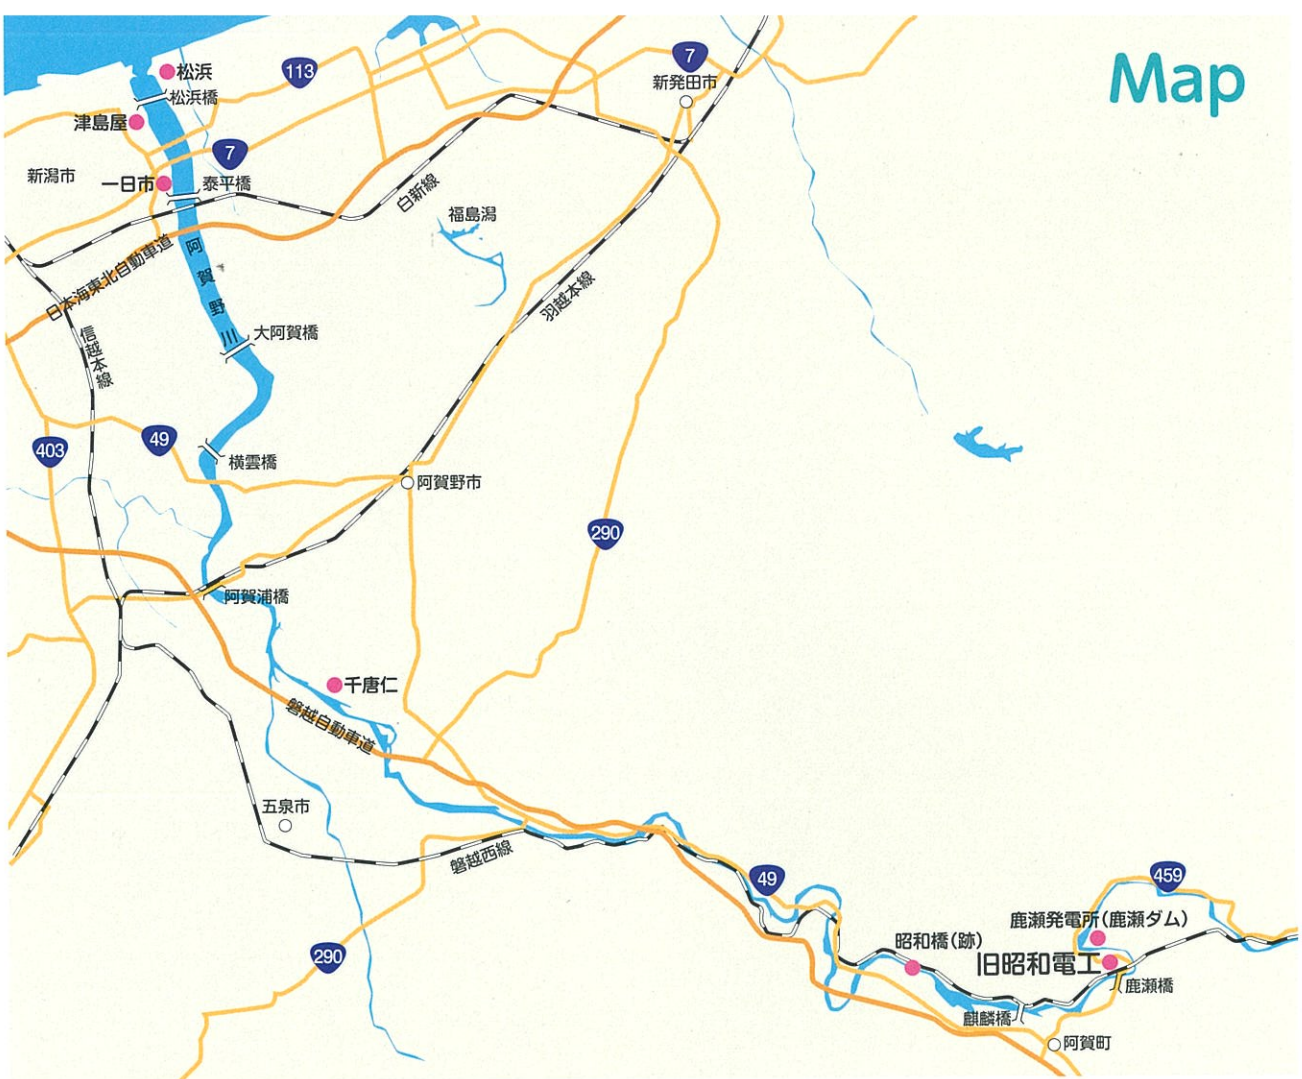 Map
松浜
松浜橋
113
7
新発田市
津島屋
7
新潟市
一日市
泰平橋
白新線
福島潟
日本海東北自動車道
阿賀野川
羽越本線
信越本線
大阿賀橋
403
49
横雲橋
阿賀野市
290
阿賀浦橋
千唐仁
磐越自動車道
五泉市
磐越西線
49
459
鹿瀬発電所(鹿瀬ダム)
昭和橋(跡)
旧昭和電工
290
鹿瀬橋
麒麟橋
阿賀町